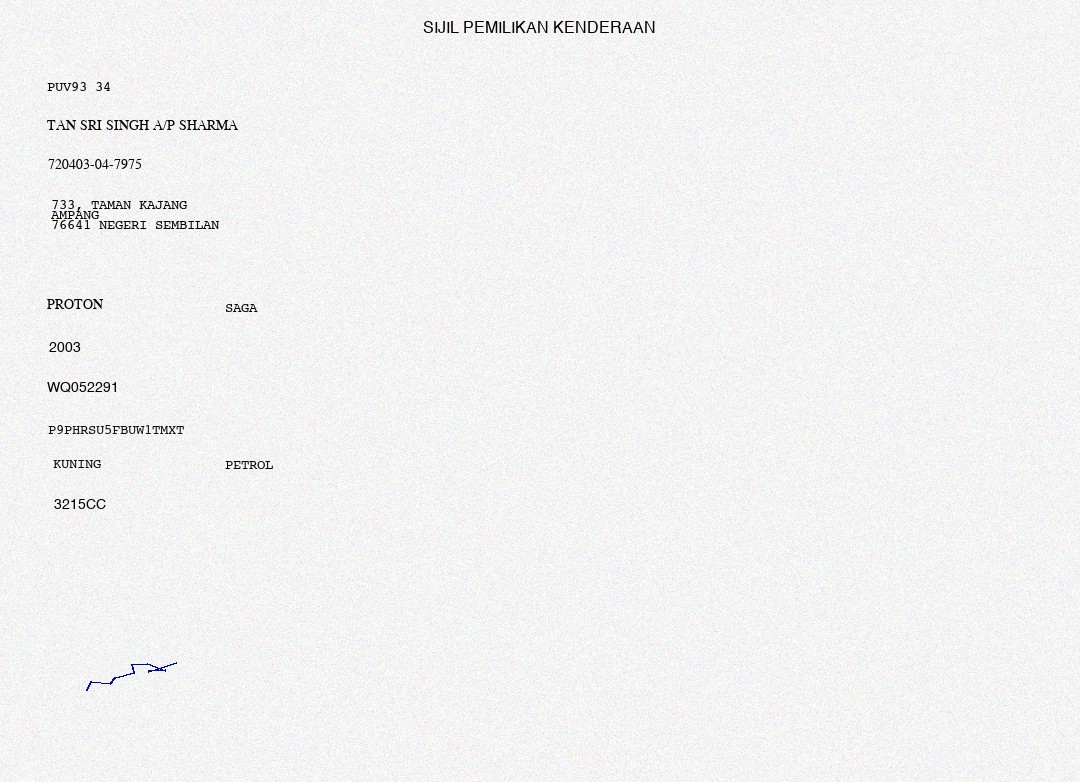 SIJIL PEMILIKAN KENDERAAN
PUV93 34
TAN SRI SINGH A/P SHARMA
720403-04-7975
733, TAMAN KAJANG
AMPANG
76641 NEGERI SEMBILAN
PROTON SAGA
2003
WQ052291
P9PHRSU5FBUW1TMXT
KUNING PETROL
3215CC